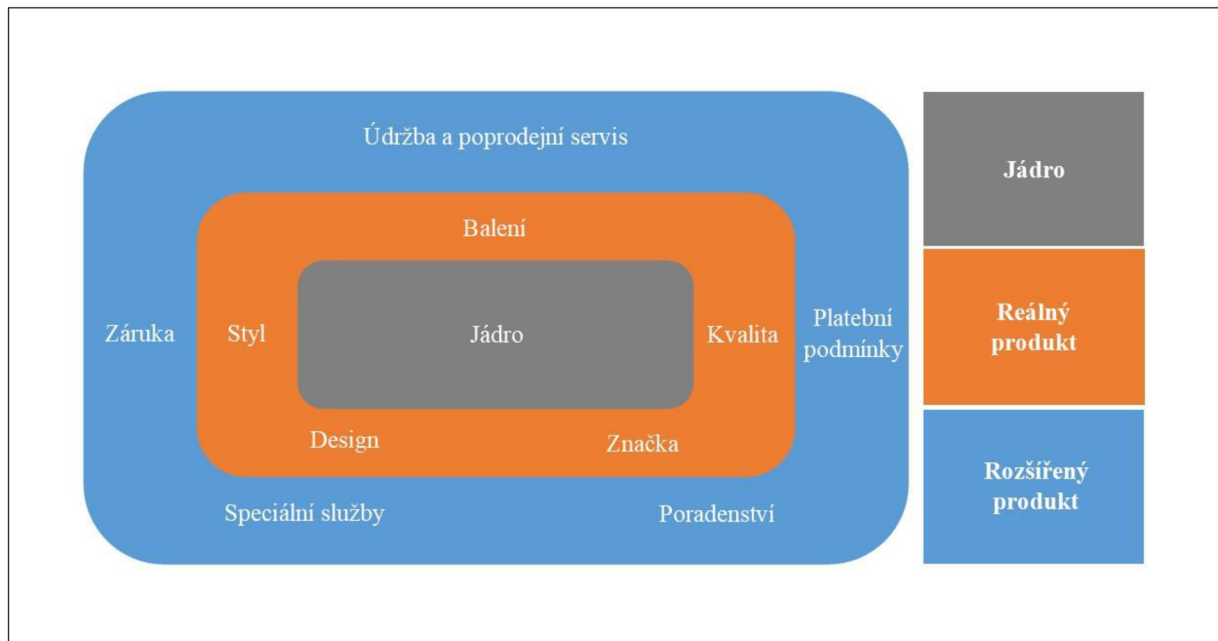 Údržba a poprodejní servis
Balení
Záruka
Styl
Jádro
Kvalita
Platební
podmínky
Design
Značka
Speciální služby
Poradenství
Jádro
Reálný
produkt
Rozšířený
produkt